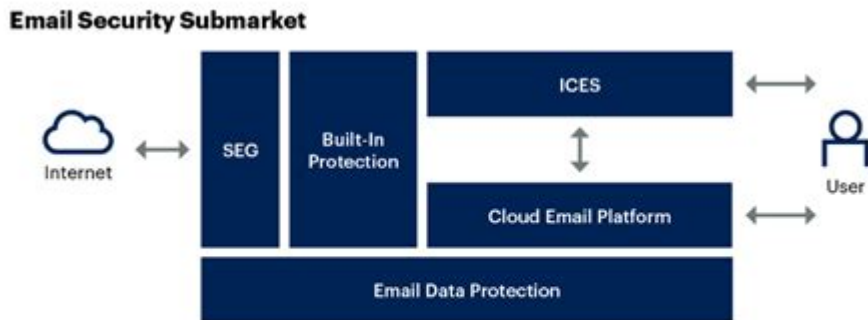 Email Security Submarket
Internet
SEG
Built-In
Protection
ICES
Cloud Email Platform
User
Email Data Protection